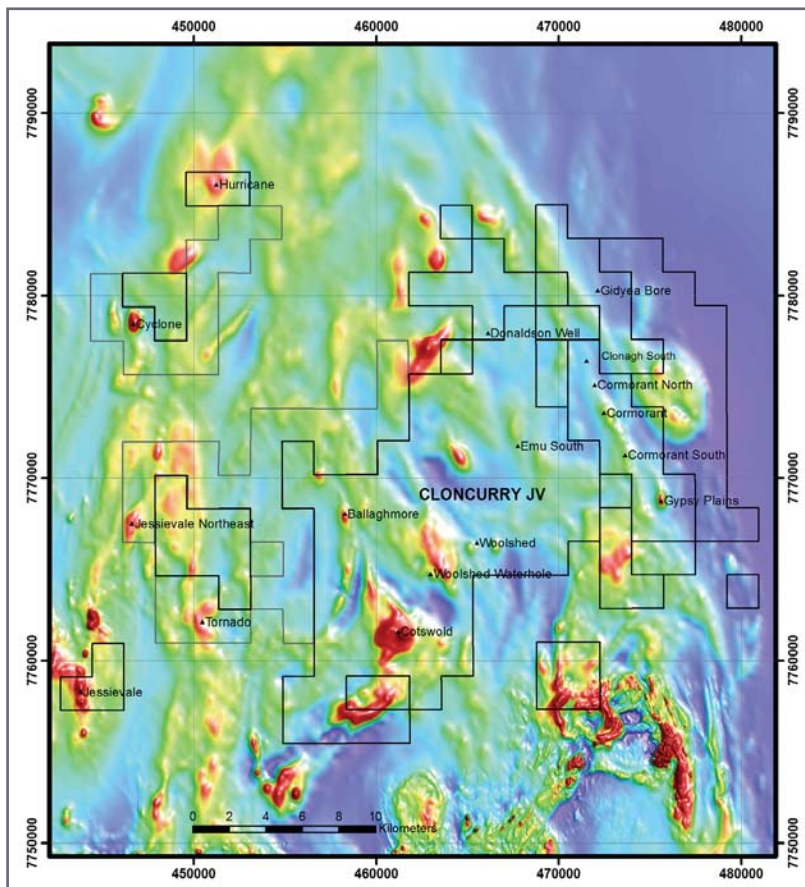 450000 460000 470000 480000
7790000 7790000
Hurricane
Gidyea Bore
7780000 7780000
Cyclone
Donaldson Well
Clonagh South
Cormorant North
Cormorant
Emu South
Cormorant South
7770000 7770000
CLONCURRY JV
Gypsy Plains
Ballaghmore
Jessievale Northeast
Woolshed
Woolshed Waterhole
Tornado
Cotswold
7760000 7760000
Jessievale
0 2 4 6 8 10
Kilometers
7750000 7750000
450000 460000 470000 480000